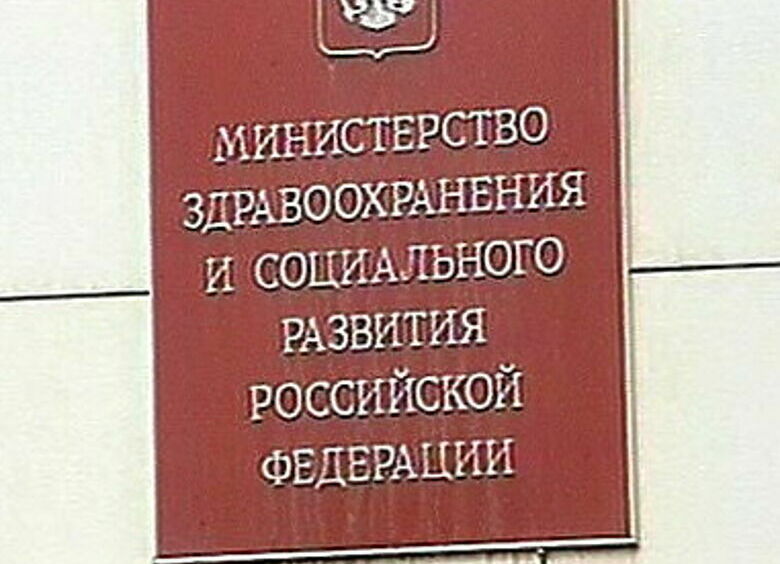 МИНИСТЕРСТВО
ЗДРАВООХРАНЕНИЯ
И СОЦИАЛЬНОГО
РАЗВИТИЯ
РОССИЙСКОЙ
ФЕДЕРАЦИИ